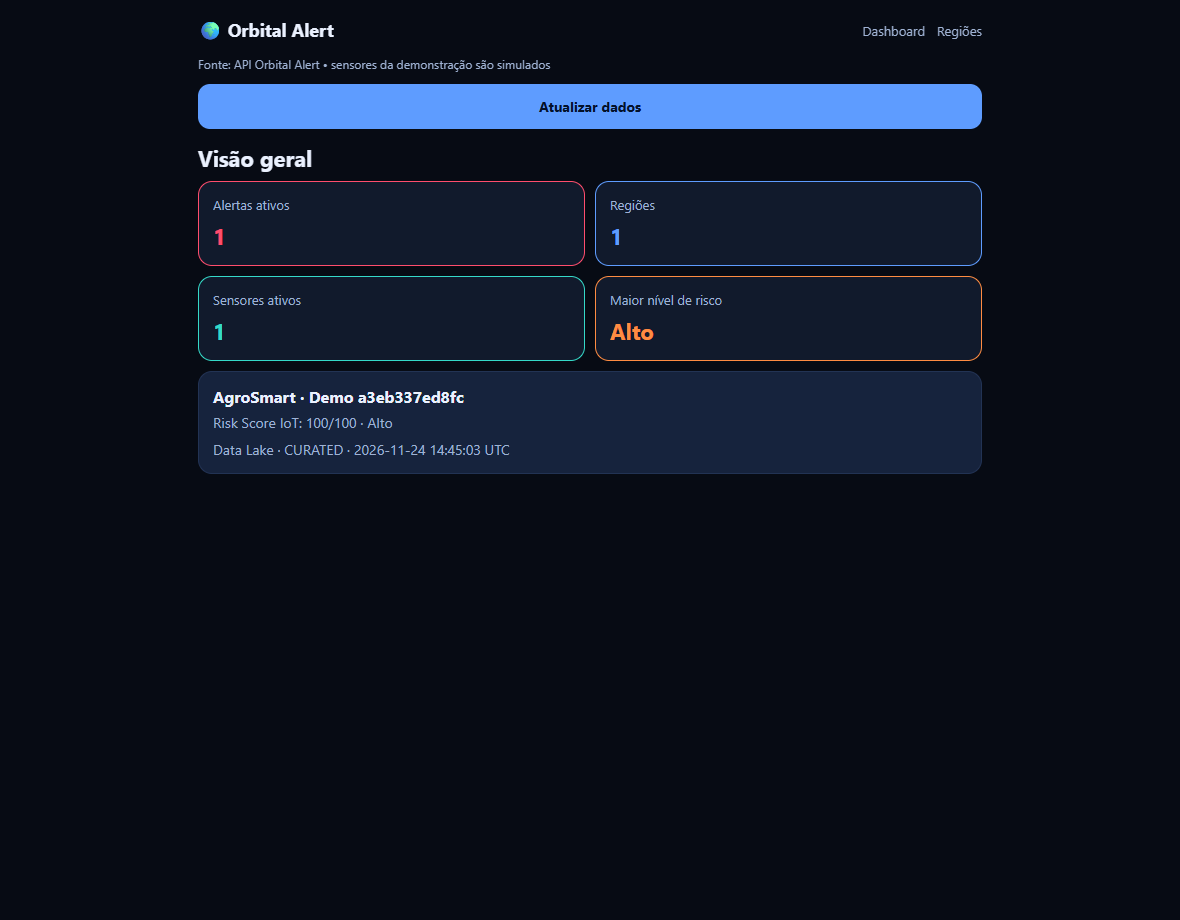 Orbital Alert
Dashboard Regiões
Fonte: API Orbital Alert • sensores da demonstração são simulados
Atualizar dados
Visão geral
Alertas ativos
1
Regiões
1
Sensores ativos
1
Maior nível de risco
Alto
AgroSmart · Demo a3eb337ed8fc
Risk Score IoT: 100/100 · Alto
Data Lake · CURATED · 2026-11-24 14:45:03 UTC